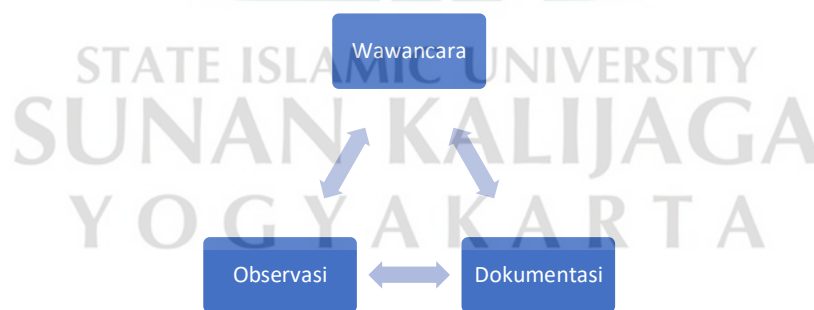 Wawancara
STATE ISLAMIC UNIVERSITY
SUNAN KALIJAGA
YOGYAKARTA
Observasi
Dokumentasi